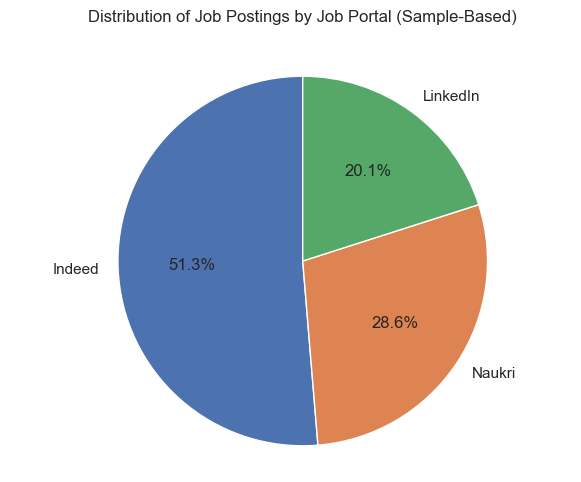 Distribution of Job Postings by Job Portal (Sample-Based)
LinkedIn
20.1%
Indeed
51.3%
28.6%
Naukri